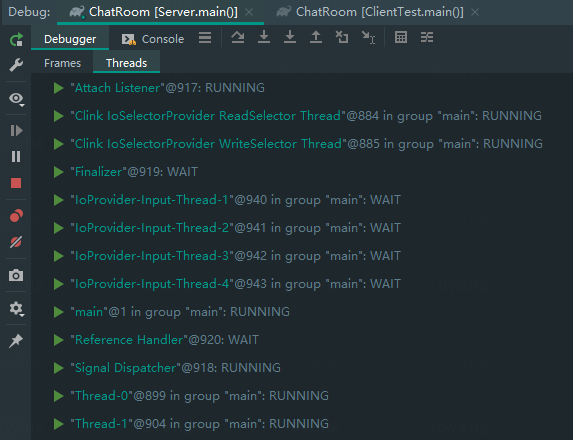 Debug: ChatRoom [Server.main()] ChatRoom [ClientTest.main()]
Debugger Console
Frames Threads
"Attach Listener"@917: RUNNING
"Clink IoSelectorProvider ReadSelector Thread"@884 in group "main": RUNNING
"Clink IoSelectorProvider WriteSelector Thread"@885 in group "main": RUNNING
"Finalizer"@919: WAIT
"IoProvider-Input-Thread-1"@940 in group "main": WAIT
"IoProvider-Input-Thread-2"@941 in group "main": WAIT
"IoProvider-Input-Thread-3"@942 in group "main": WAIT
"IoProvider-Input-Thread-4"@943 in group "main": WAIT
"main"@1 in group "main": RUNNING
"Reference Handler"@920: WAIT
"Signal Dispatcher"@918: RUNNING
"Thread-0"@899 in group "main": RUNNING
"Thread-1"@904 in group "main": RUNNING